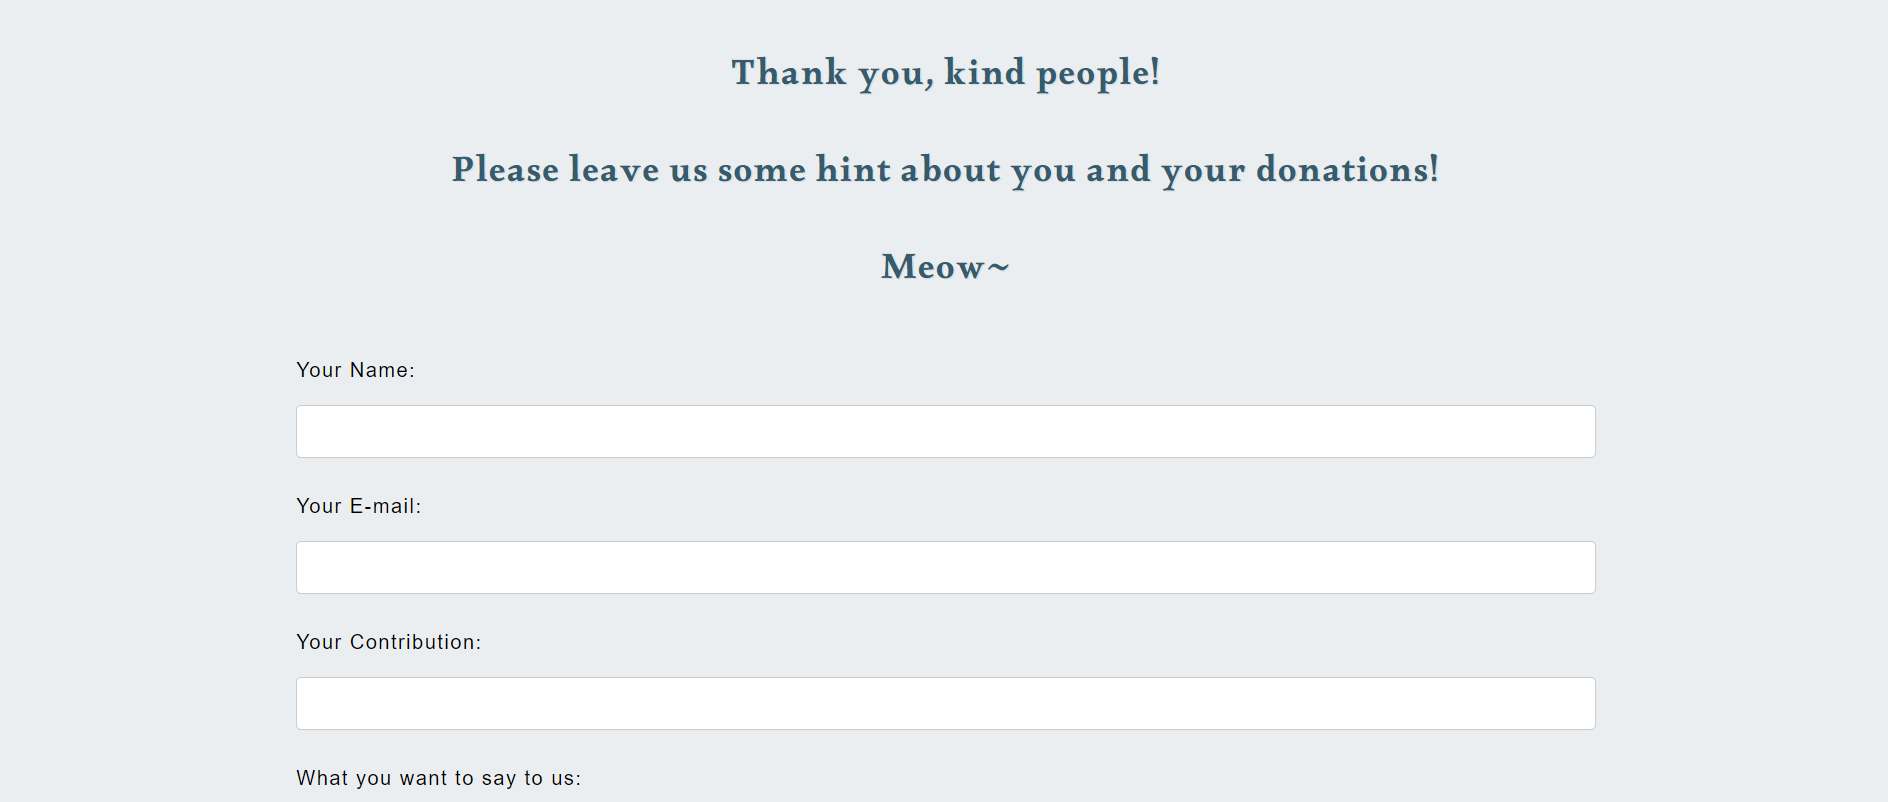 Thank you, kind people!
Please leave us some hint about you and your donations!
Meow~
Your Name:
Your E-mail:
Your Contribution:
What you want to say to us: